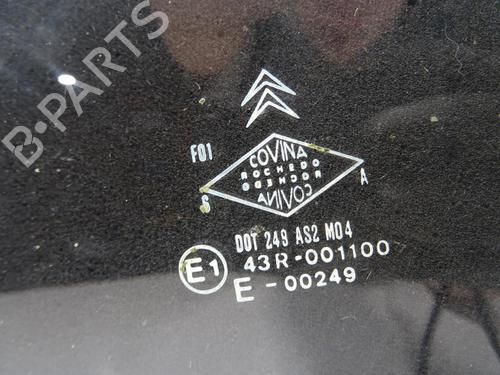 B-PARTS
F01
COVINA
ROCHEDO
ROCHEDO
COVINA
S
A
DOT 249 AS2 M04
E1
43R-001100
E-00249